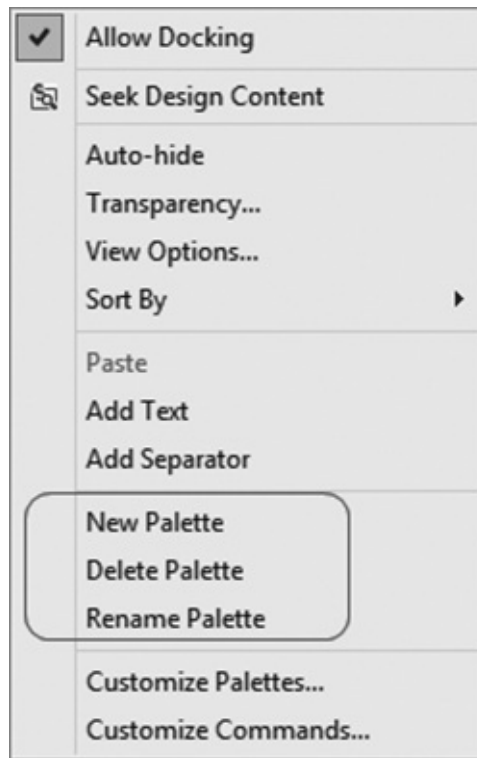 Allow Docking
Seek Design Content
Auto-hide
Transparency...
View Options...
Sort By
Paste
Add Text
Add Separator
New Palette
Delete Palette
Rename Palette
Customize Palettes...
Customize Commands...